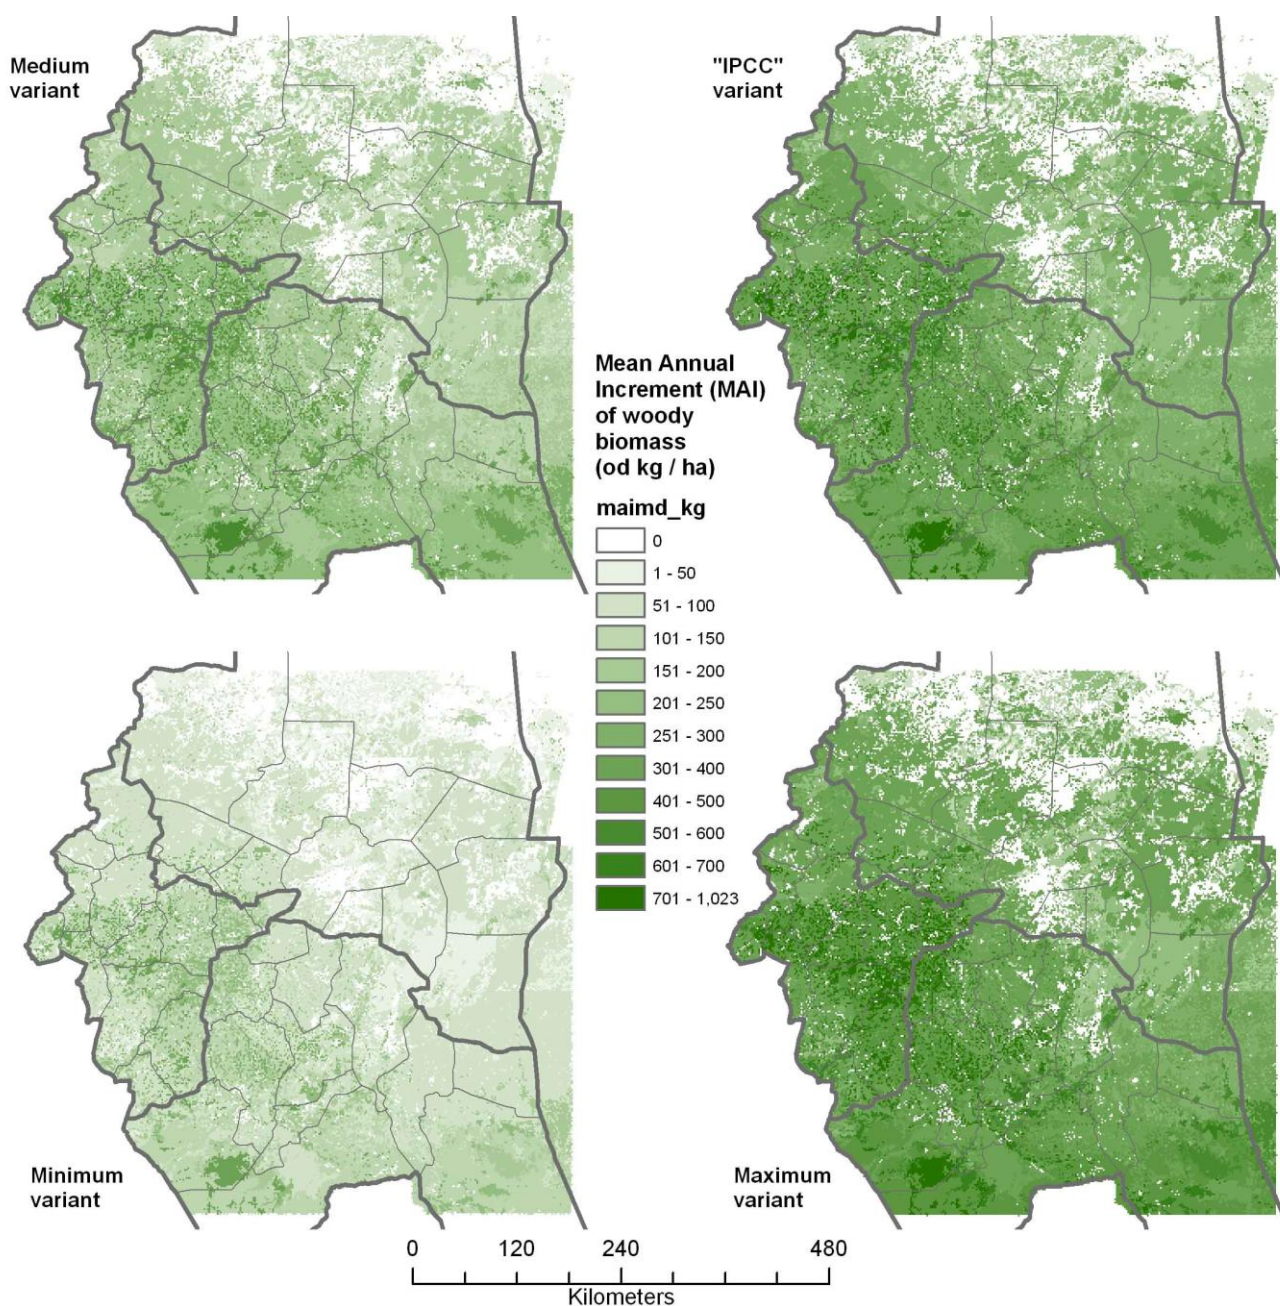 Medium
variant
"IPCC"
variant
Mean Annual
Increment (MAI)
of woody
biomass
(od kg / ha)
maimd_kg
0
1 - 50
51 - 100
101 - 150
151 - 200
201 - 250
251 - 300
301 - 400
401 - 500
501 - 600
601 - 700
701 - 1,023
Minimum
variant
Maximum
variant
0 120 240 480
Kilometers